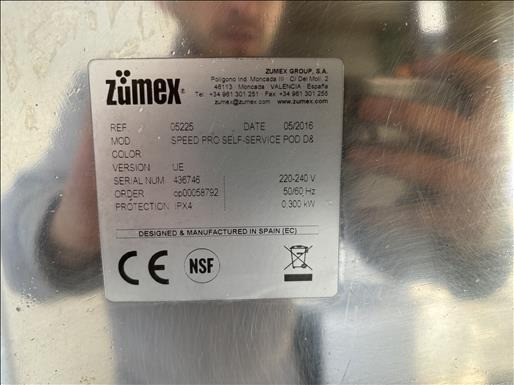 zümex®
ZUMEX GROUP, S.A.
Polígono Ind. Moncada III C/ Del Molí, 2
46113 Moncada VALENCIA España
Tel. +34 961 301 251 Fax. +34 961 301 255
zumex@zumex.com www.zumex.com
REF 05225 DATE 05/2016
MOD SPEED PRO SELF-SERVICE POD D&
COLOR
VERSION UE
SERIAL NUM 436746 220-240 V
ORDER op00058792 50/60 Hz
PROTECTION IPX4 0.300 kW
DESIGNED & MANUFACTURED IN SPAIN (EC)
CE NSF